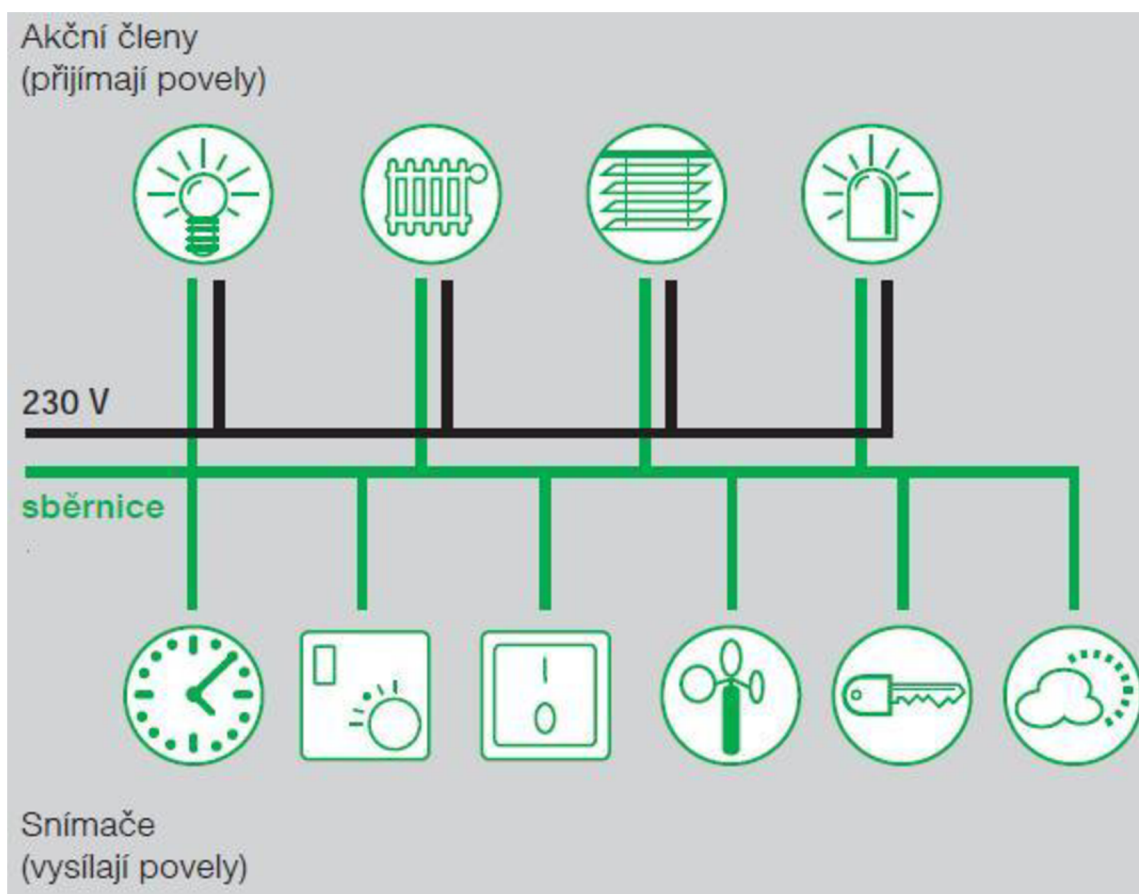 Akční členy
(přijímají povely)
230 V
sběrnice
Snímače
(vysílají povely)